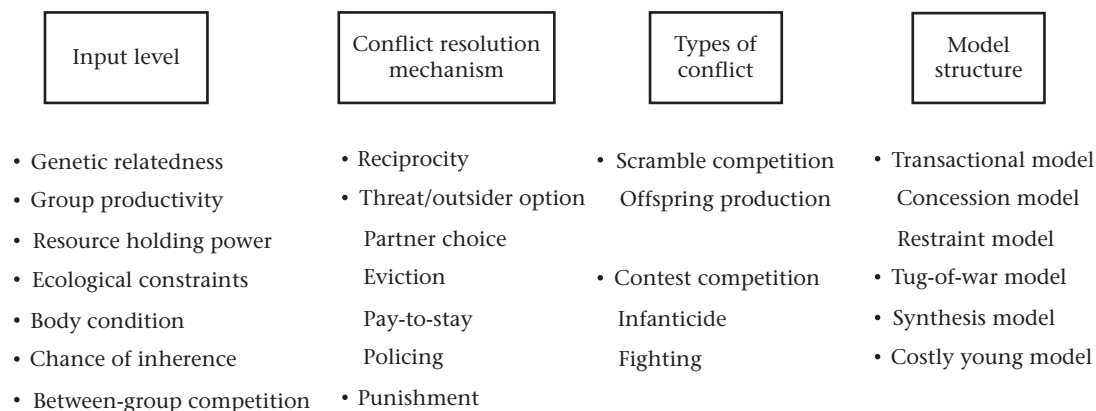 Input level
• Genetic relatedness
• Group productivity
• Resource holding power
• Ecological constraints
• Body condition
• Chance of inherence
• Between-group competition
Conflict resolution
mechanism
• Reciprocity
• Threat/outsider option
Partner choice
Eviction
Pay-to-stay
Policing
• Punishment
Types of
conflict
• Scramble competition
Offspring production
• Contest competition
Infanticide
Fighting
Model
structure
• Transactional model
Concession model
Restraint model
• Tug-of-war model
• Synthesis model
• Costly young model